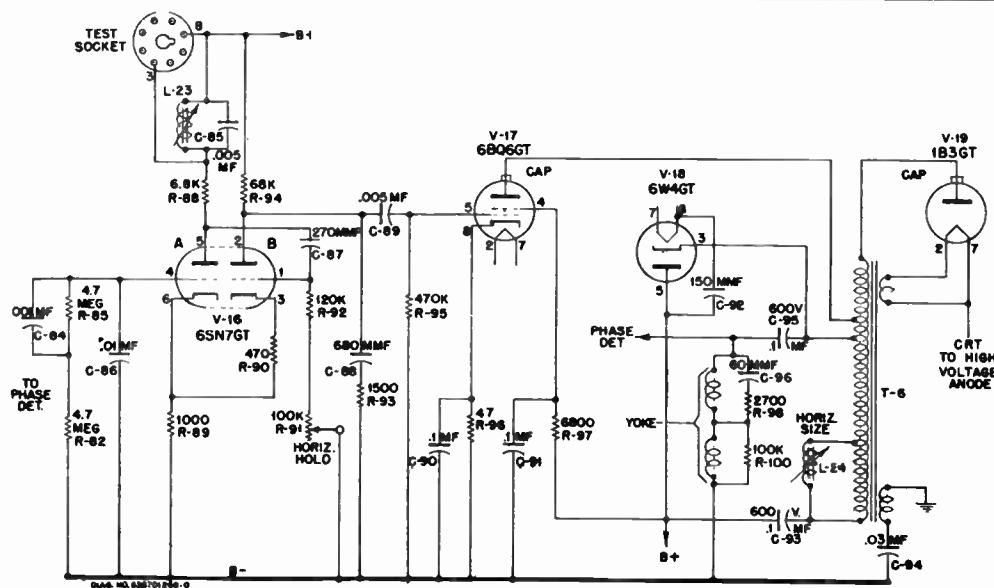 TEST
SOCKET
8
3
B+
L-23
C-85
.005
MF
6.8K
R-88
68K
R-94
270MMF
C-87
A
B
5
2
4
1
6
3
V-16
6SN7GT
4.7
MEG
R-85
C-84
.01MF
C-86
TO
PHASE
DET.
4.7
MEG
R-82
1000
R-89
470
R-90
120K
R-92
100K
R-91
HORIZ.
HOLD
680MMF
C-88
1500
R-93
.005MF
C-89
470K
R-95
V-17
6BQ6GT
CAP
5
4
8
2
7
.1MF
C-90
47
R-96
.1MF
C-91
6800
R-97
V-18
6W4GT
7
8
3
5
150MMF
C-92
PHASE
DET
600V
C-95
.1 MF
60MMF
C-96
2700
R-98
YOKE
100K
R-100
HORIZ.
SIZE
L-24
600 V.
.1 MF
C-93
B+
V-19
1B3GT
CAP
2
7
CRT
TO HIGH
VOLTAGE
ANODE
T-6
.03MF
C-94
B-
DIAG. NO.